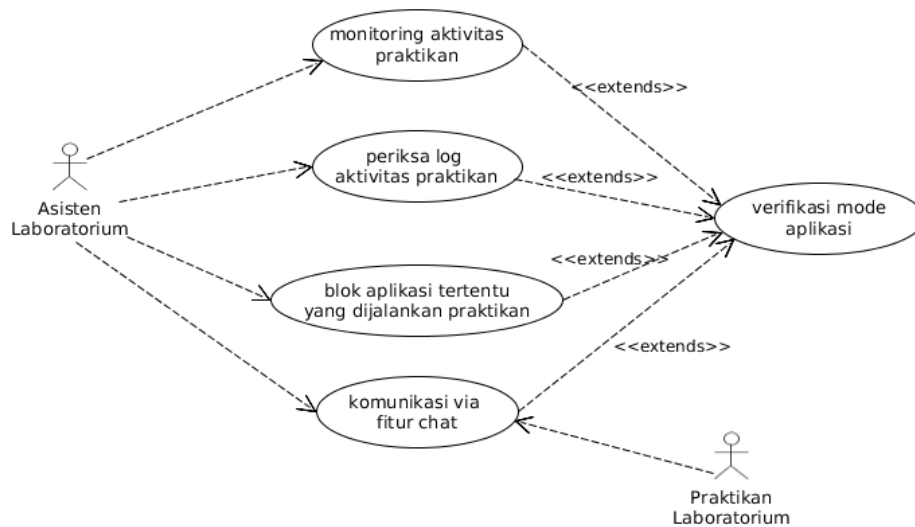 monitoring aktivitas
praktikan
<<extends>>
periksa log
aktivitas praktikan
<<extends>>
Asisten
Laboratorium
verifikasi mode
aplikasi
<<extends>>
blok aplikasi tertentu
yang dijalankan praktikan
<<extends>>
komunikasi via
fitur chat
Praktikan
Laboratorium